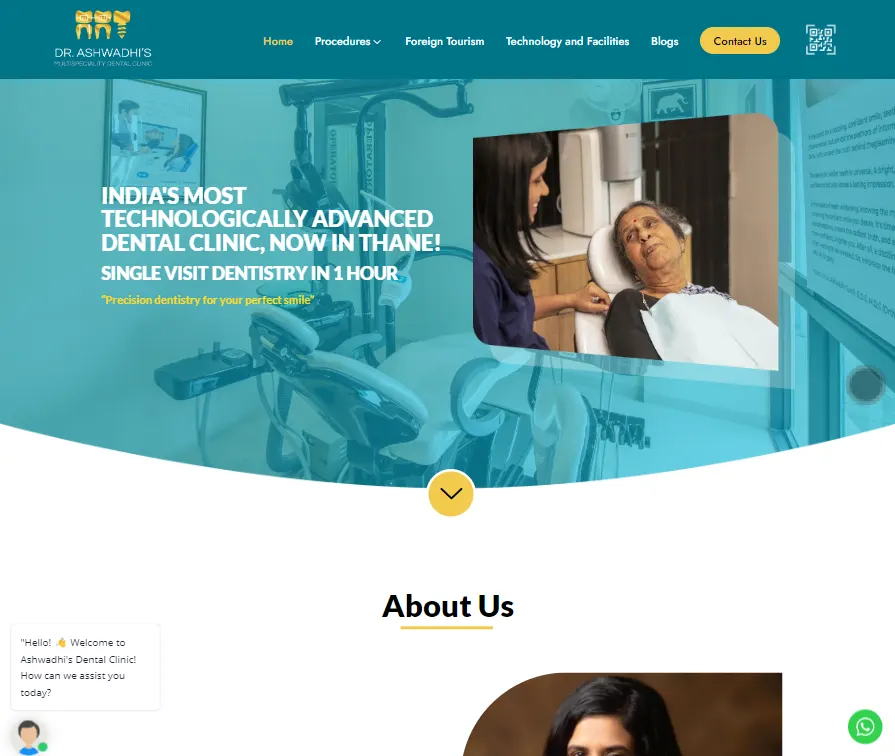 DR. ASHWADHI'S
MULTISPECIALITY DENTAL CLINIC
Home
Procedures
Foreign Tourism
Technology and Facilities
Blogs
Contact Us
INDIA'S MOST
TECHNOLOGICALLY ADVANCED
DENTAL CLINIC, NOW IN THANE!
SINGLE VISIT DENTISTRY IN 1 HOUR
"Precision dentistry for your perfect smile"
About Us
"Hello! 👋 Welcome to
Ashwadhi's Dental Clinic!
How can we assist you
today?